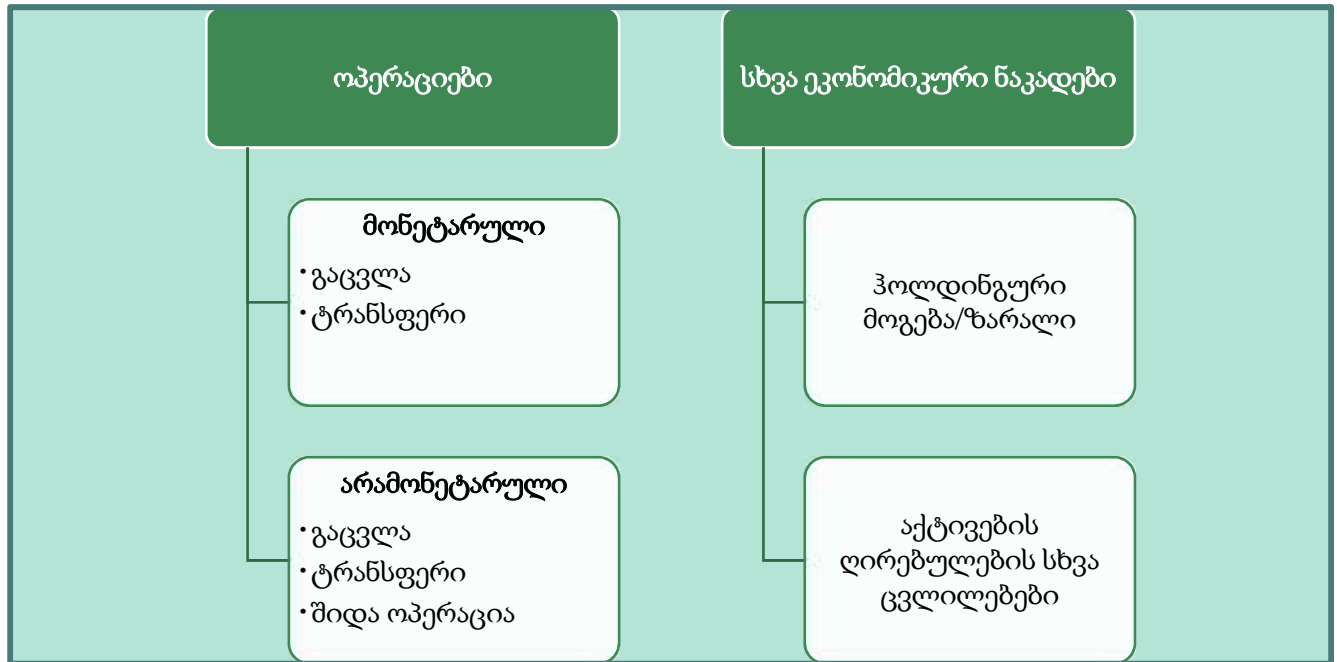 ოპერაციები
მონეტარული
• გაცვლა
• ტრანსფერი
არამონეტარული
• გაცვლა
• ტრანსფერი
• შიდა ოპერაცია
სხვა ეკონომიკური ნაკადები
ჰოლდინგური
მოგება/ზარალი
აქტივების
ღირებულების სხვა
ცვლილებები